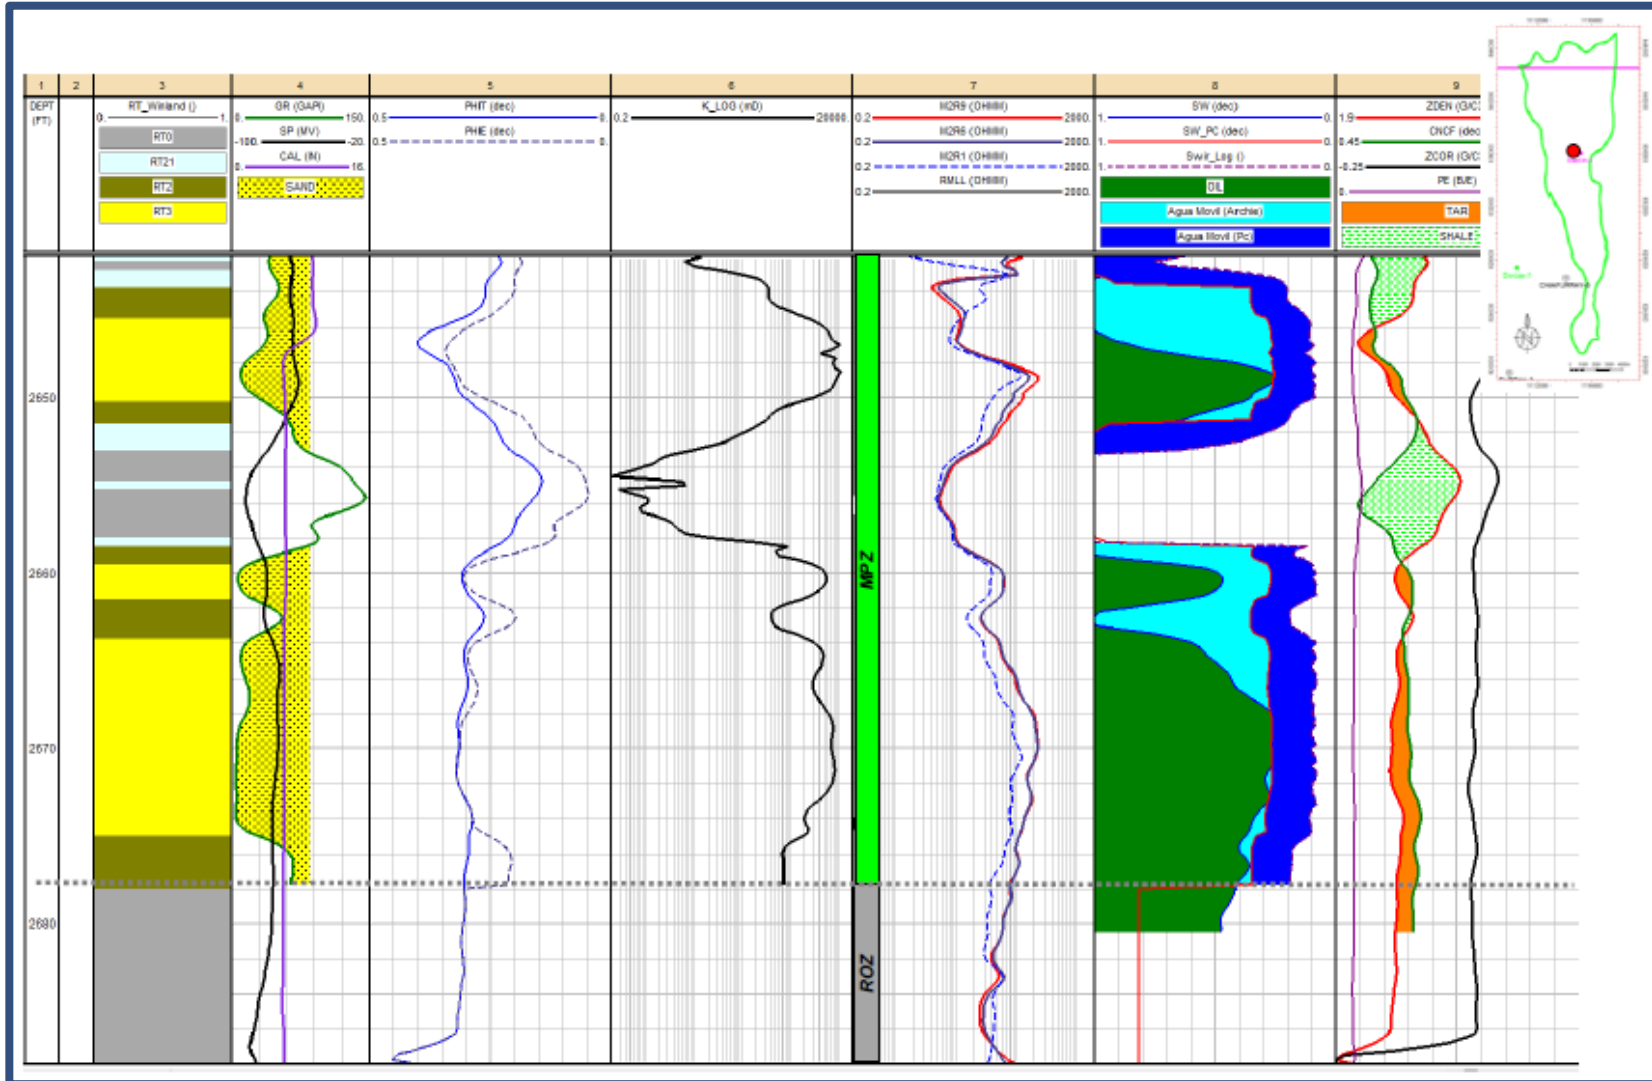 1 2 3 4 5 6 7 8 9
DEPT
(FT)
RT_Winland ()
0. 1.
RT0
RT21
RT2
RT3
GR (GAPI)
0. 150.
SP (MV)
-100. -20.
CAL (IN)
0. 16.
SAND
PHIT (dec)
0.5 0.
PHIE (dec)
0.5 0.
K_LOG (mD)
0.2 20000.
M2R9 (OHMM)
0.2 2000.
M2R6 (OHMM)
0.2 2000.
M2R1 (OHMM)
0.2 2000.
RMLL (OHMM)
0.2 2000.
SW (dec)
1. 0.
SW_PC (dec)
1. 0.
Swir_Log ()
1. 0.
OIL
Agua Movil (Archie)
Agua Movil (Pc)
ZDEN (G/C
1.9
CNCF (dec
0.45
ZCOR (G/C
-0.25
PE (B/E)
0.
TAR
SHALE
2650
2660
2670
2680
MPZ
ROZ
N